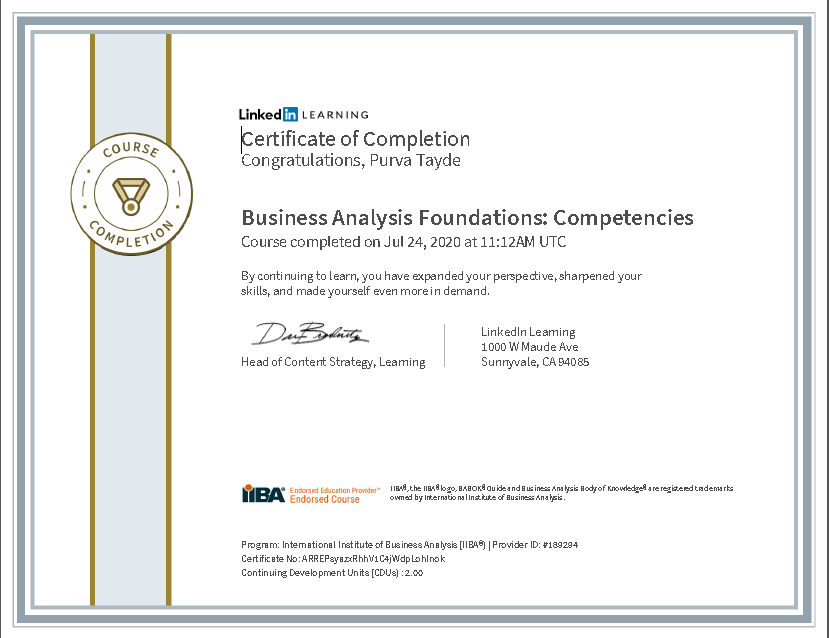 LinkedIn LEARNING
Certificate of Completion
Congratulations, Purva Tayde
COURSE
COMPLETION
Business Analysis Foundations: Competencies
Course completed on Jul 24, 2020 at 11:12AM UTC
By continuing to learn, you have expanded your perspective, sharpened your
skills, and made yourself even more in demand.
Head of Content Strategy, Learning
LinkedIn Learning
1000 W Maude Ave
Sunnyvale, CA 94085
IIBA® Endorsed Education Provider™
Endorsed Course
IIBA®, the IIBA® logo, BABOK® Guide and Business Analysis Body of Knowledge® are registered trademarks
owned by International Institute of Business Analysis.
Program: International Institute of Business Analysis [IIBA®] | Provider ID: #189294
Certificate No:
Continuing Development Units (CDUs) : 2.00